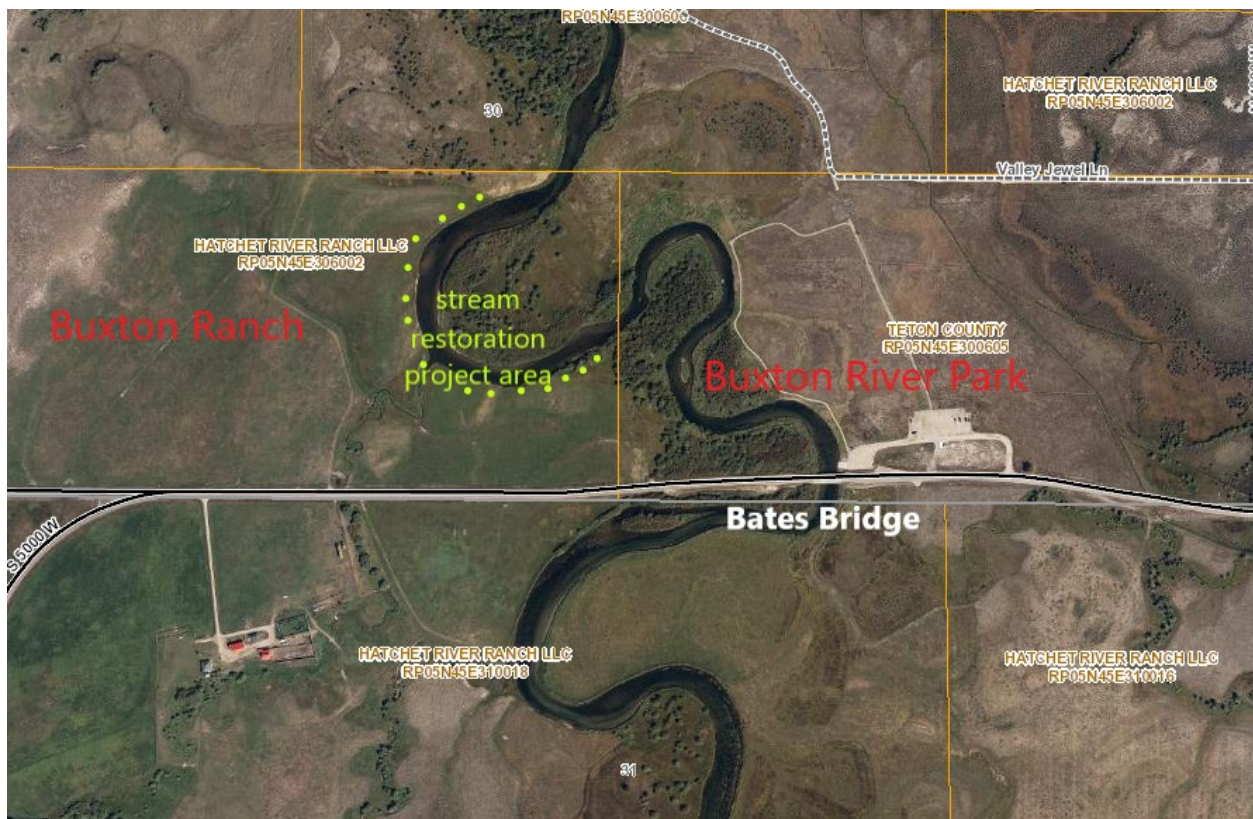 RP05N45E300600
30
HATCHET RIVER RANCH LLC
RP05N45E306002
Valley Jewel Ln
HATCHET RIVER RANCH LLC
RP05N45E306002
stream
restoration
project area
Buxton Ranch
TETON COUNTY
RP05N45E300605
Buxton River Park
Bates Bridge
S 5000 W
HATCHET RIVER RANCH LLC
RP05N45E310018
HATCHET RIVER RANCH LLC
RP05N45E310016
31